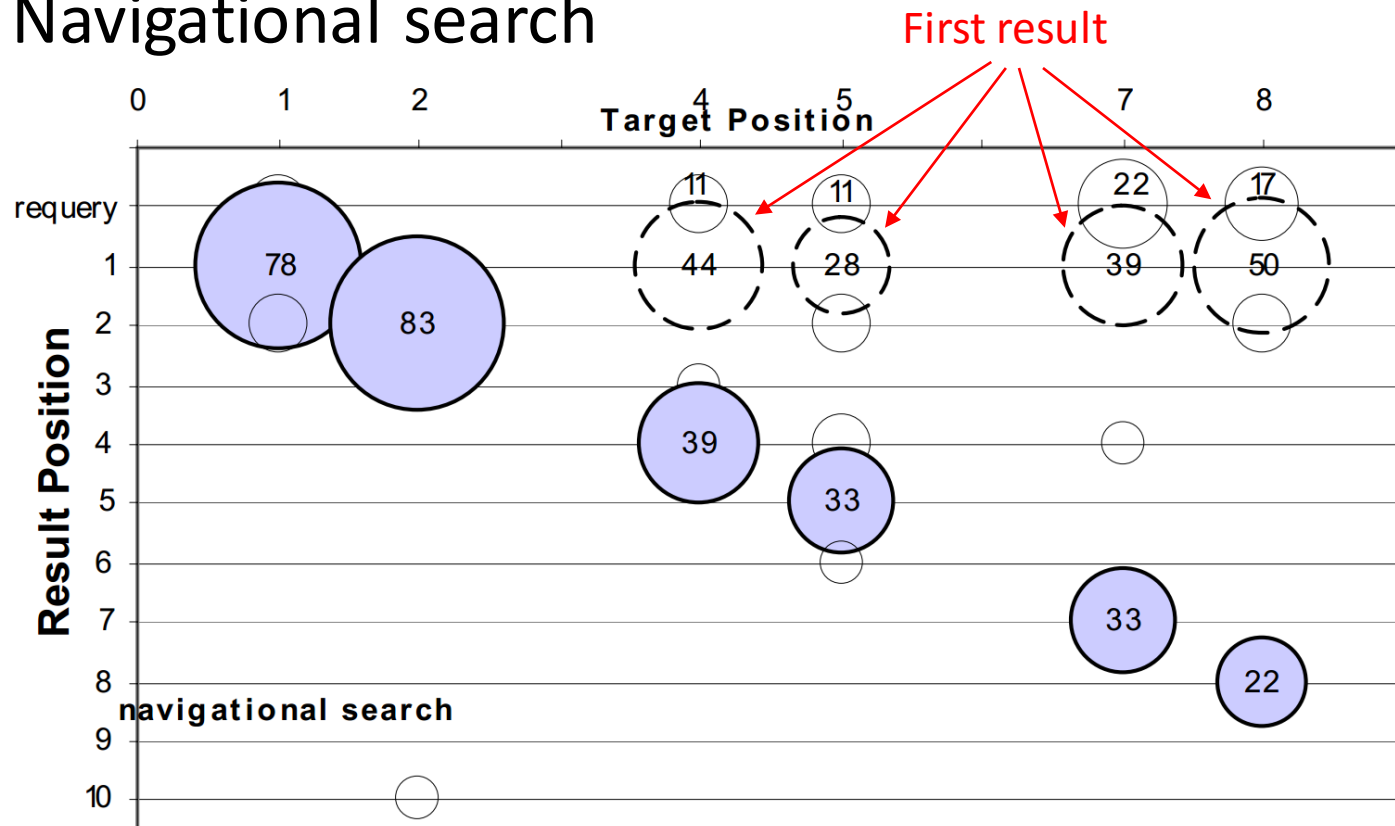 Navigational search
First result
0 1 2 4 5 7 8
Target Position
requery 11 11 22 17
1 78 44 28 39 50
2 83
3
4 39
5 33
6
7 33
8 22
navigational search
9
10
Result Position